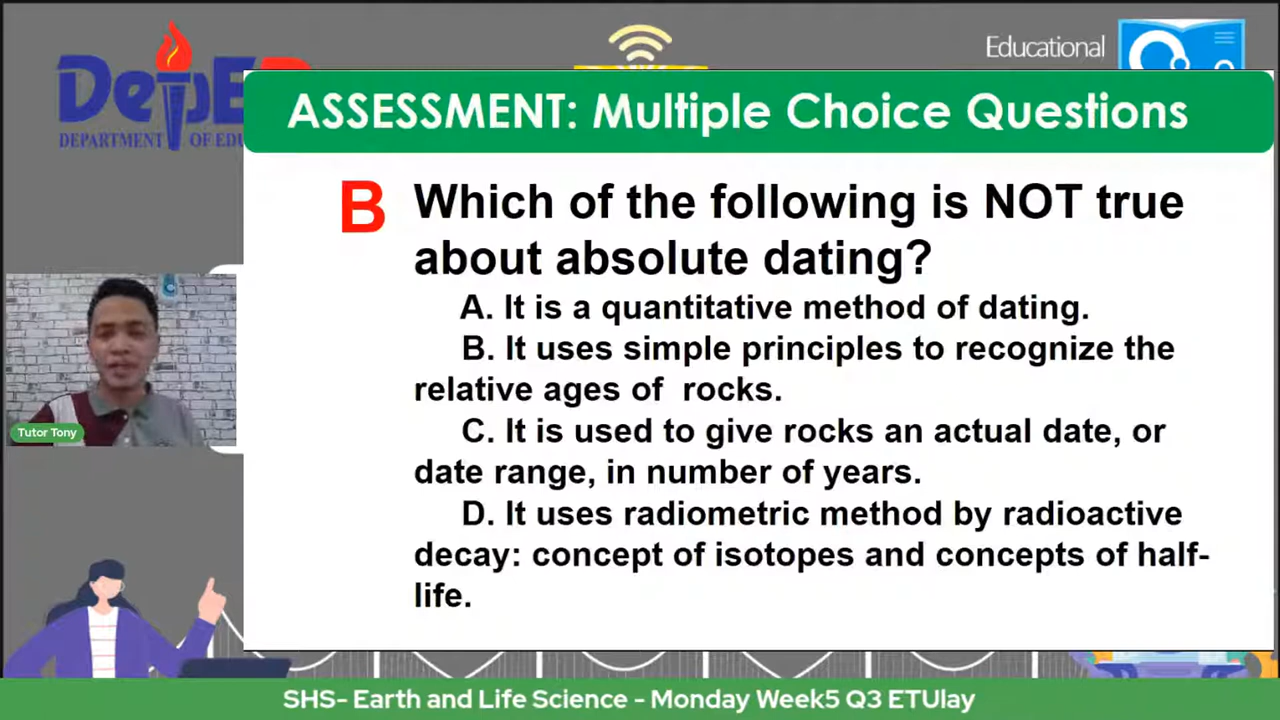 DepE
DEPARTMENT OF EDU
Educational
ASSESSMENT: Multiple Choice Questions
B Which of the following is NOT true
about absolute dating?
A. It is a quantitative method of dating.
B. It uses simple principles to recognize the
relative ages of rocks.
C. It is used to give rocks an actual date, or
date range, in number of years.
D. It uses radiometric method by radioactive
decay: concept of isotopes and concepts of half-
life.
Tutor Tony
SHS- Earth and Life Science - Monday Week5 Q3 ETUlay